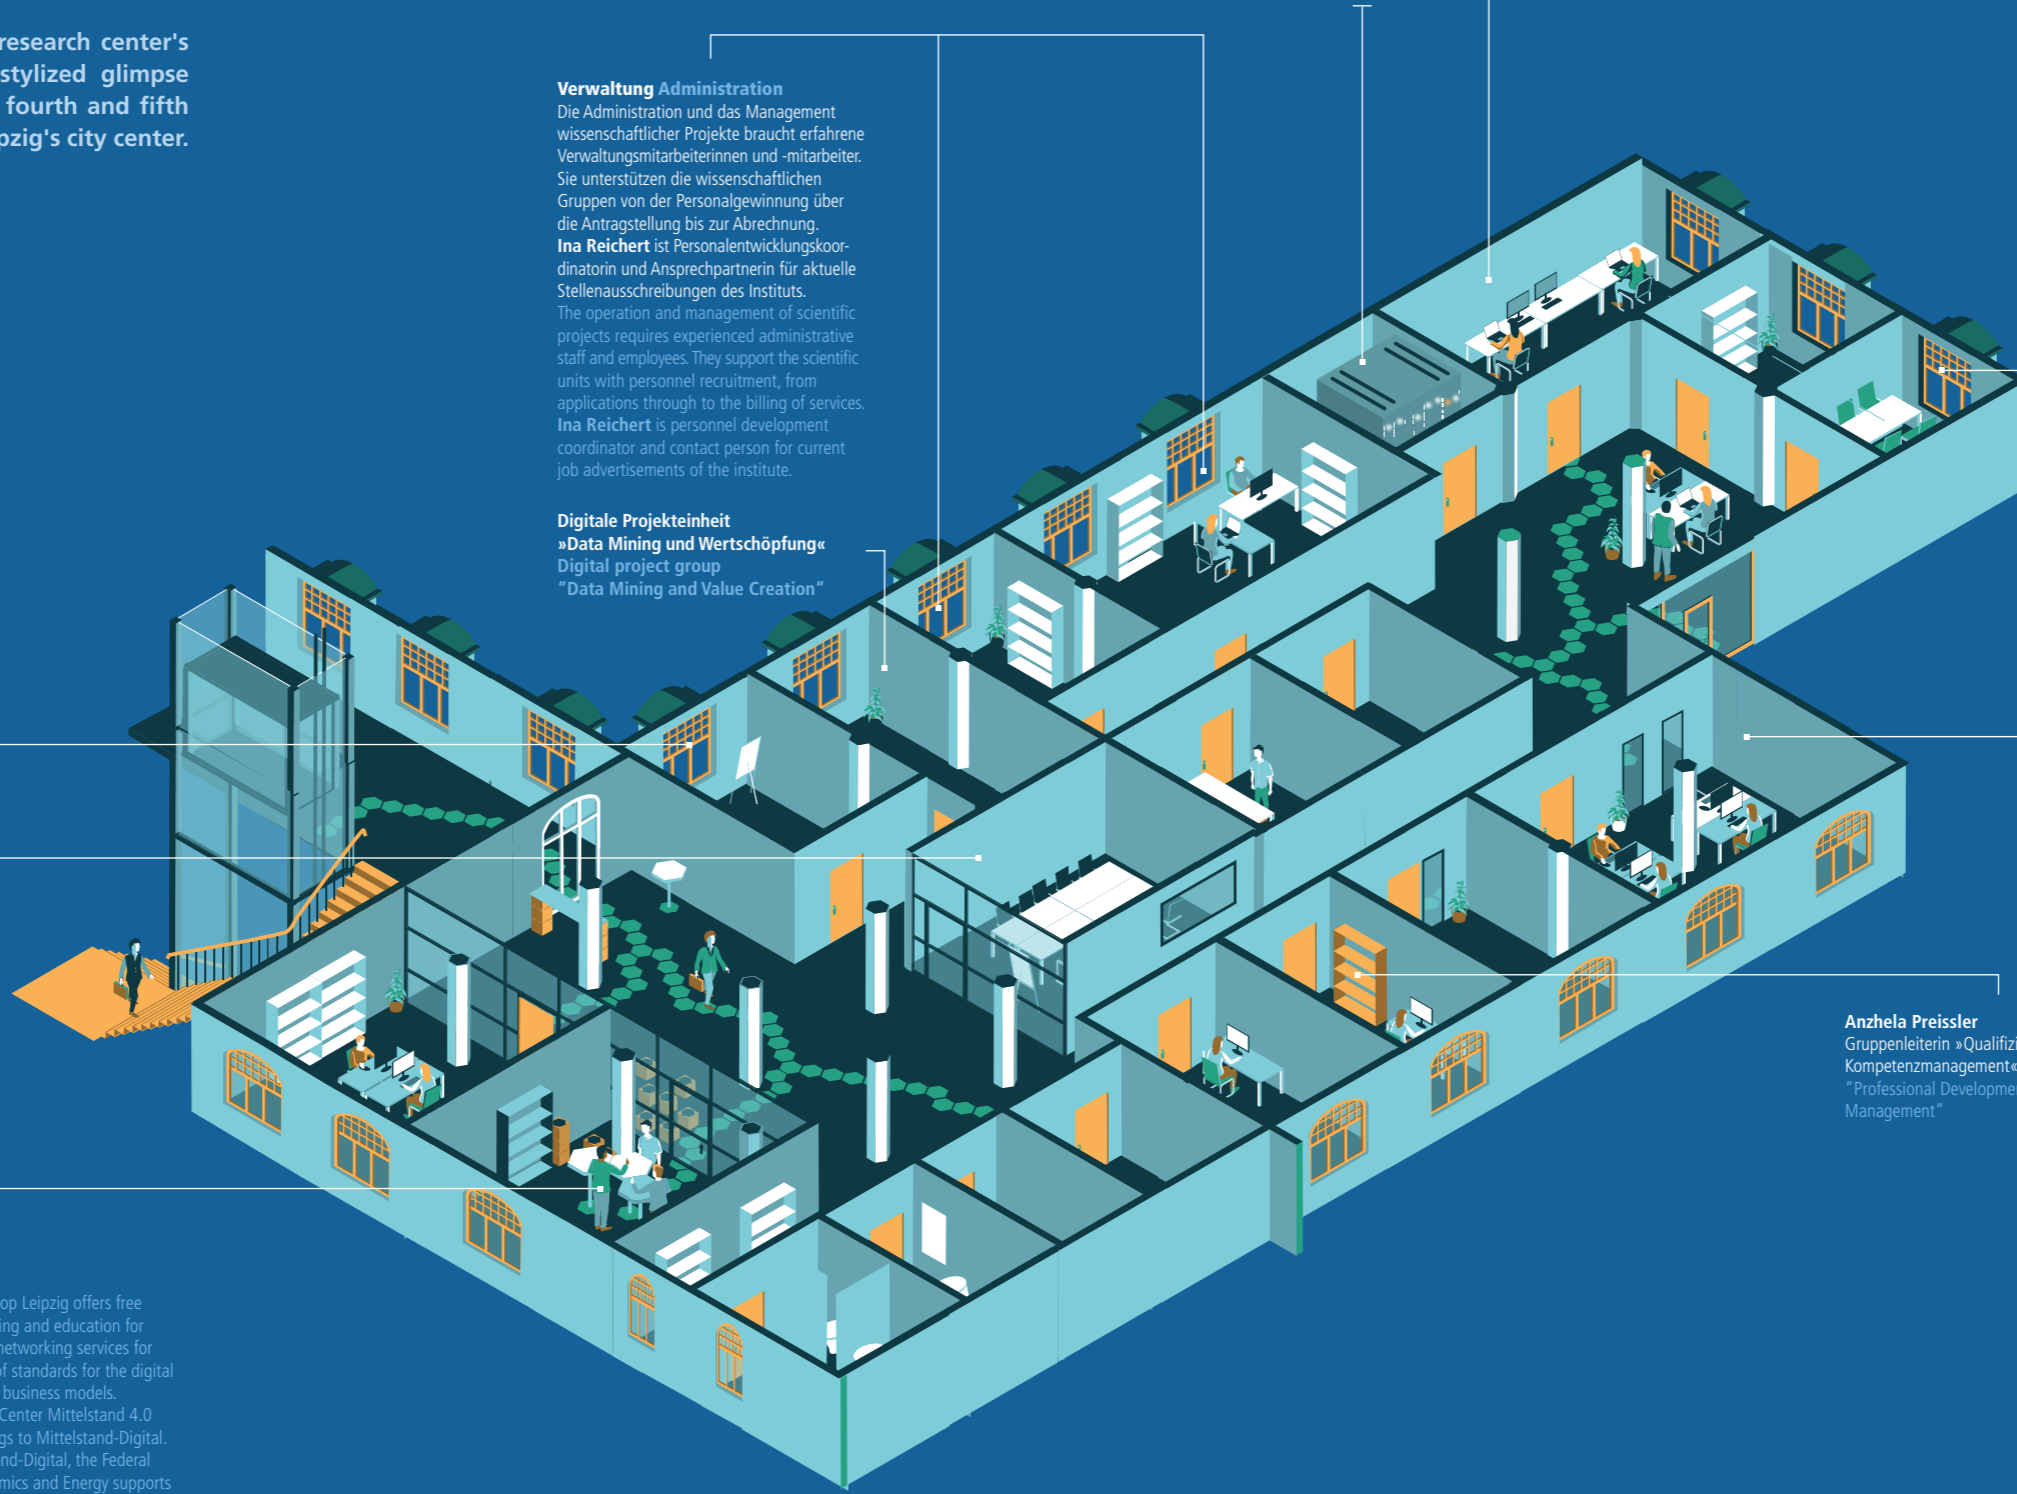 research center's
stylized glimpse
fourth and fifth
city center.
Verwaltung Administration
Die Administration und das Management
wissenschaftlicher Projekte braucht erfahrene
Verwaltungsmitarbeiterinnen und -mitarbeiter.
Sie unterstützen die wissenschaftlichen
Gruppen von der Personalgewinnung über
die Antragstellung bis zur Abrechnung.
Ina Reichert ist Personalentwicklungskoor-
dinatorin und Ansprechpartnerin für aktuelle
Stellenausschreibungen des Instituts.
The operation and management of scientific
projects requires experienced administrative
staff and employees. They support the scientific
units with personnel recruitment, from
applications through to the billing of services.
Ina Reichert is personnel development
coordinator and contact person for current
job advertisements of the institute.
Digitale Projekteinheit
»Data Mining und Wertschöpfung«
Digital project group
“Data Mining and Value Creation“
Anzhela Preissler
Gruppenleiterin »Qualifizi
Kompetenzmanagement«
“Professional Developme
Management“
op Leipzig offers free
ing and education for
networking services for
of standards for the digital
business models.
Center Mittelstand 4.0
gs to Mittelstand-Digital.
nd-Digital, the Federal
mics and Energy supports